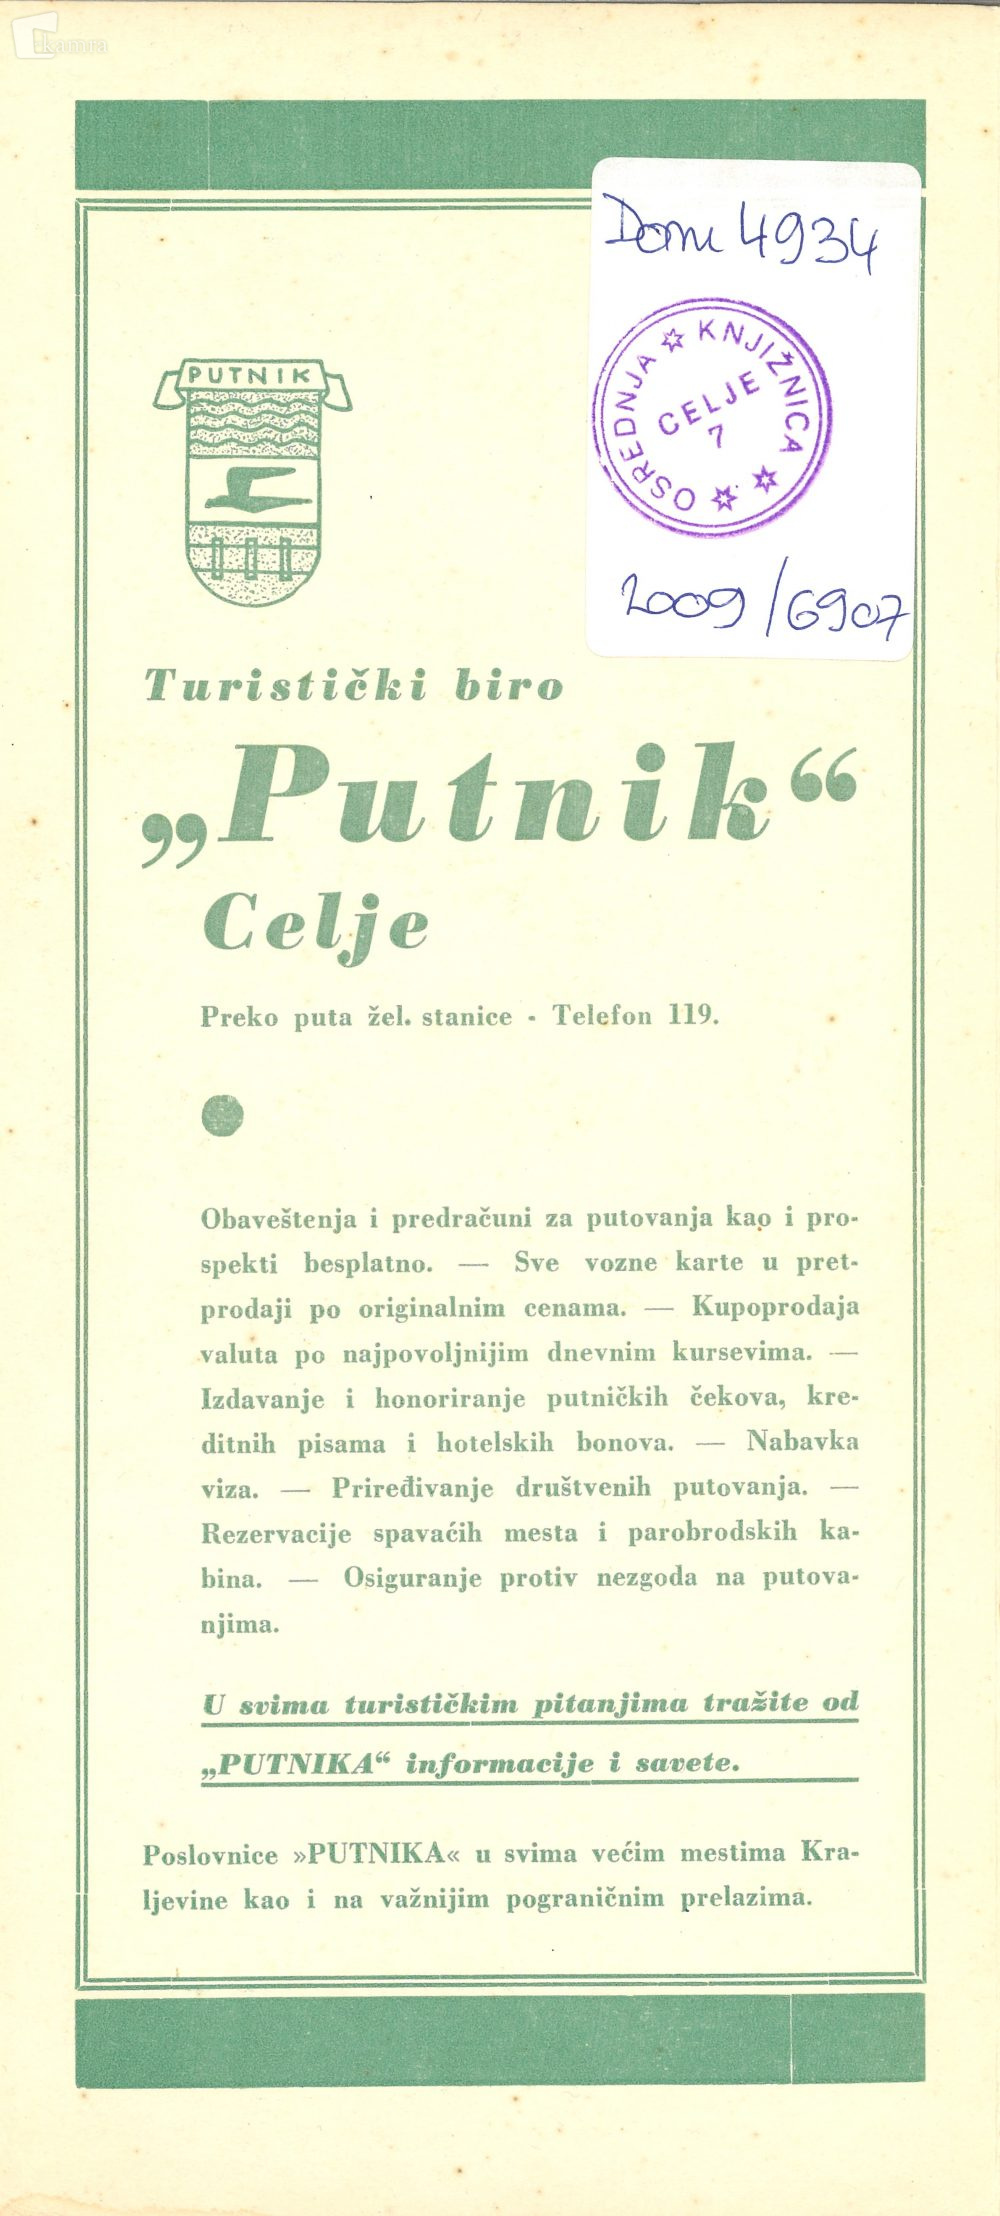 kamra
Domu 4934
OSREDNJA KNJIŽNICA
CELJE
7
2009/6907
PUTNIK
Turistički biro
„Putnik“
Celje
Preko puta žel. stanice - Telefon 119.
Obaveštenja i predračuni za putovanja kao i pro-
spekti besplatno. — Sve vozne karte u pret-
prodaji po originalnim cenama. — Kupoprodaja
valuta po najpovoljnijim dnevnim kursevima. —
Izdavanje i honoriranje putničkih čekova, kre-
ditnih pisama i hotelskih bonova. — Nabavka
viza. — Priređivanje društvenih putovanja. —
Rezervacije spavaćih mesta i parobrodskih ka-
bina. — Osiguranje protiv nezgoda na putova-
njima.
U svima turističkim pitanjima tražite od
„PUTNIKA“ informacije i savete.
Poslovnice »PUTNIKA« u svima većim mestima Kra-
ljevine kao i na važnijim pograničnim prelazima.